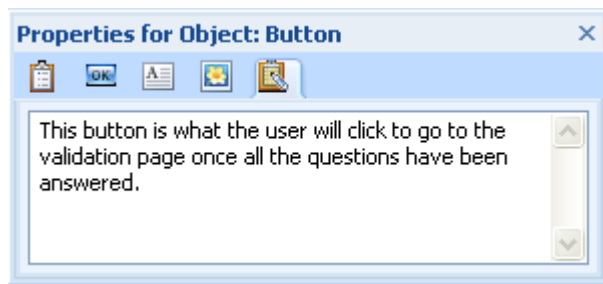 Properties for Object: Button
OK
A
This button is what the user will click to go to the
validation page once all the questions have been
answered.